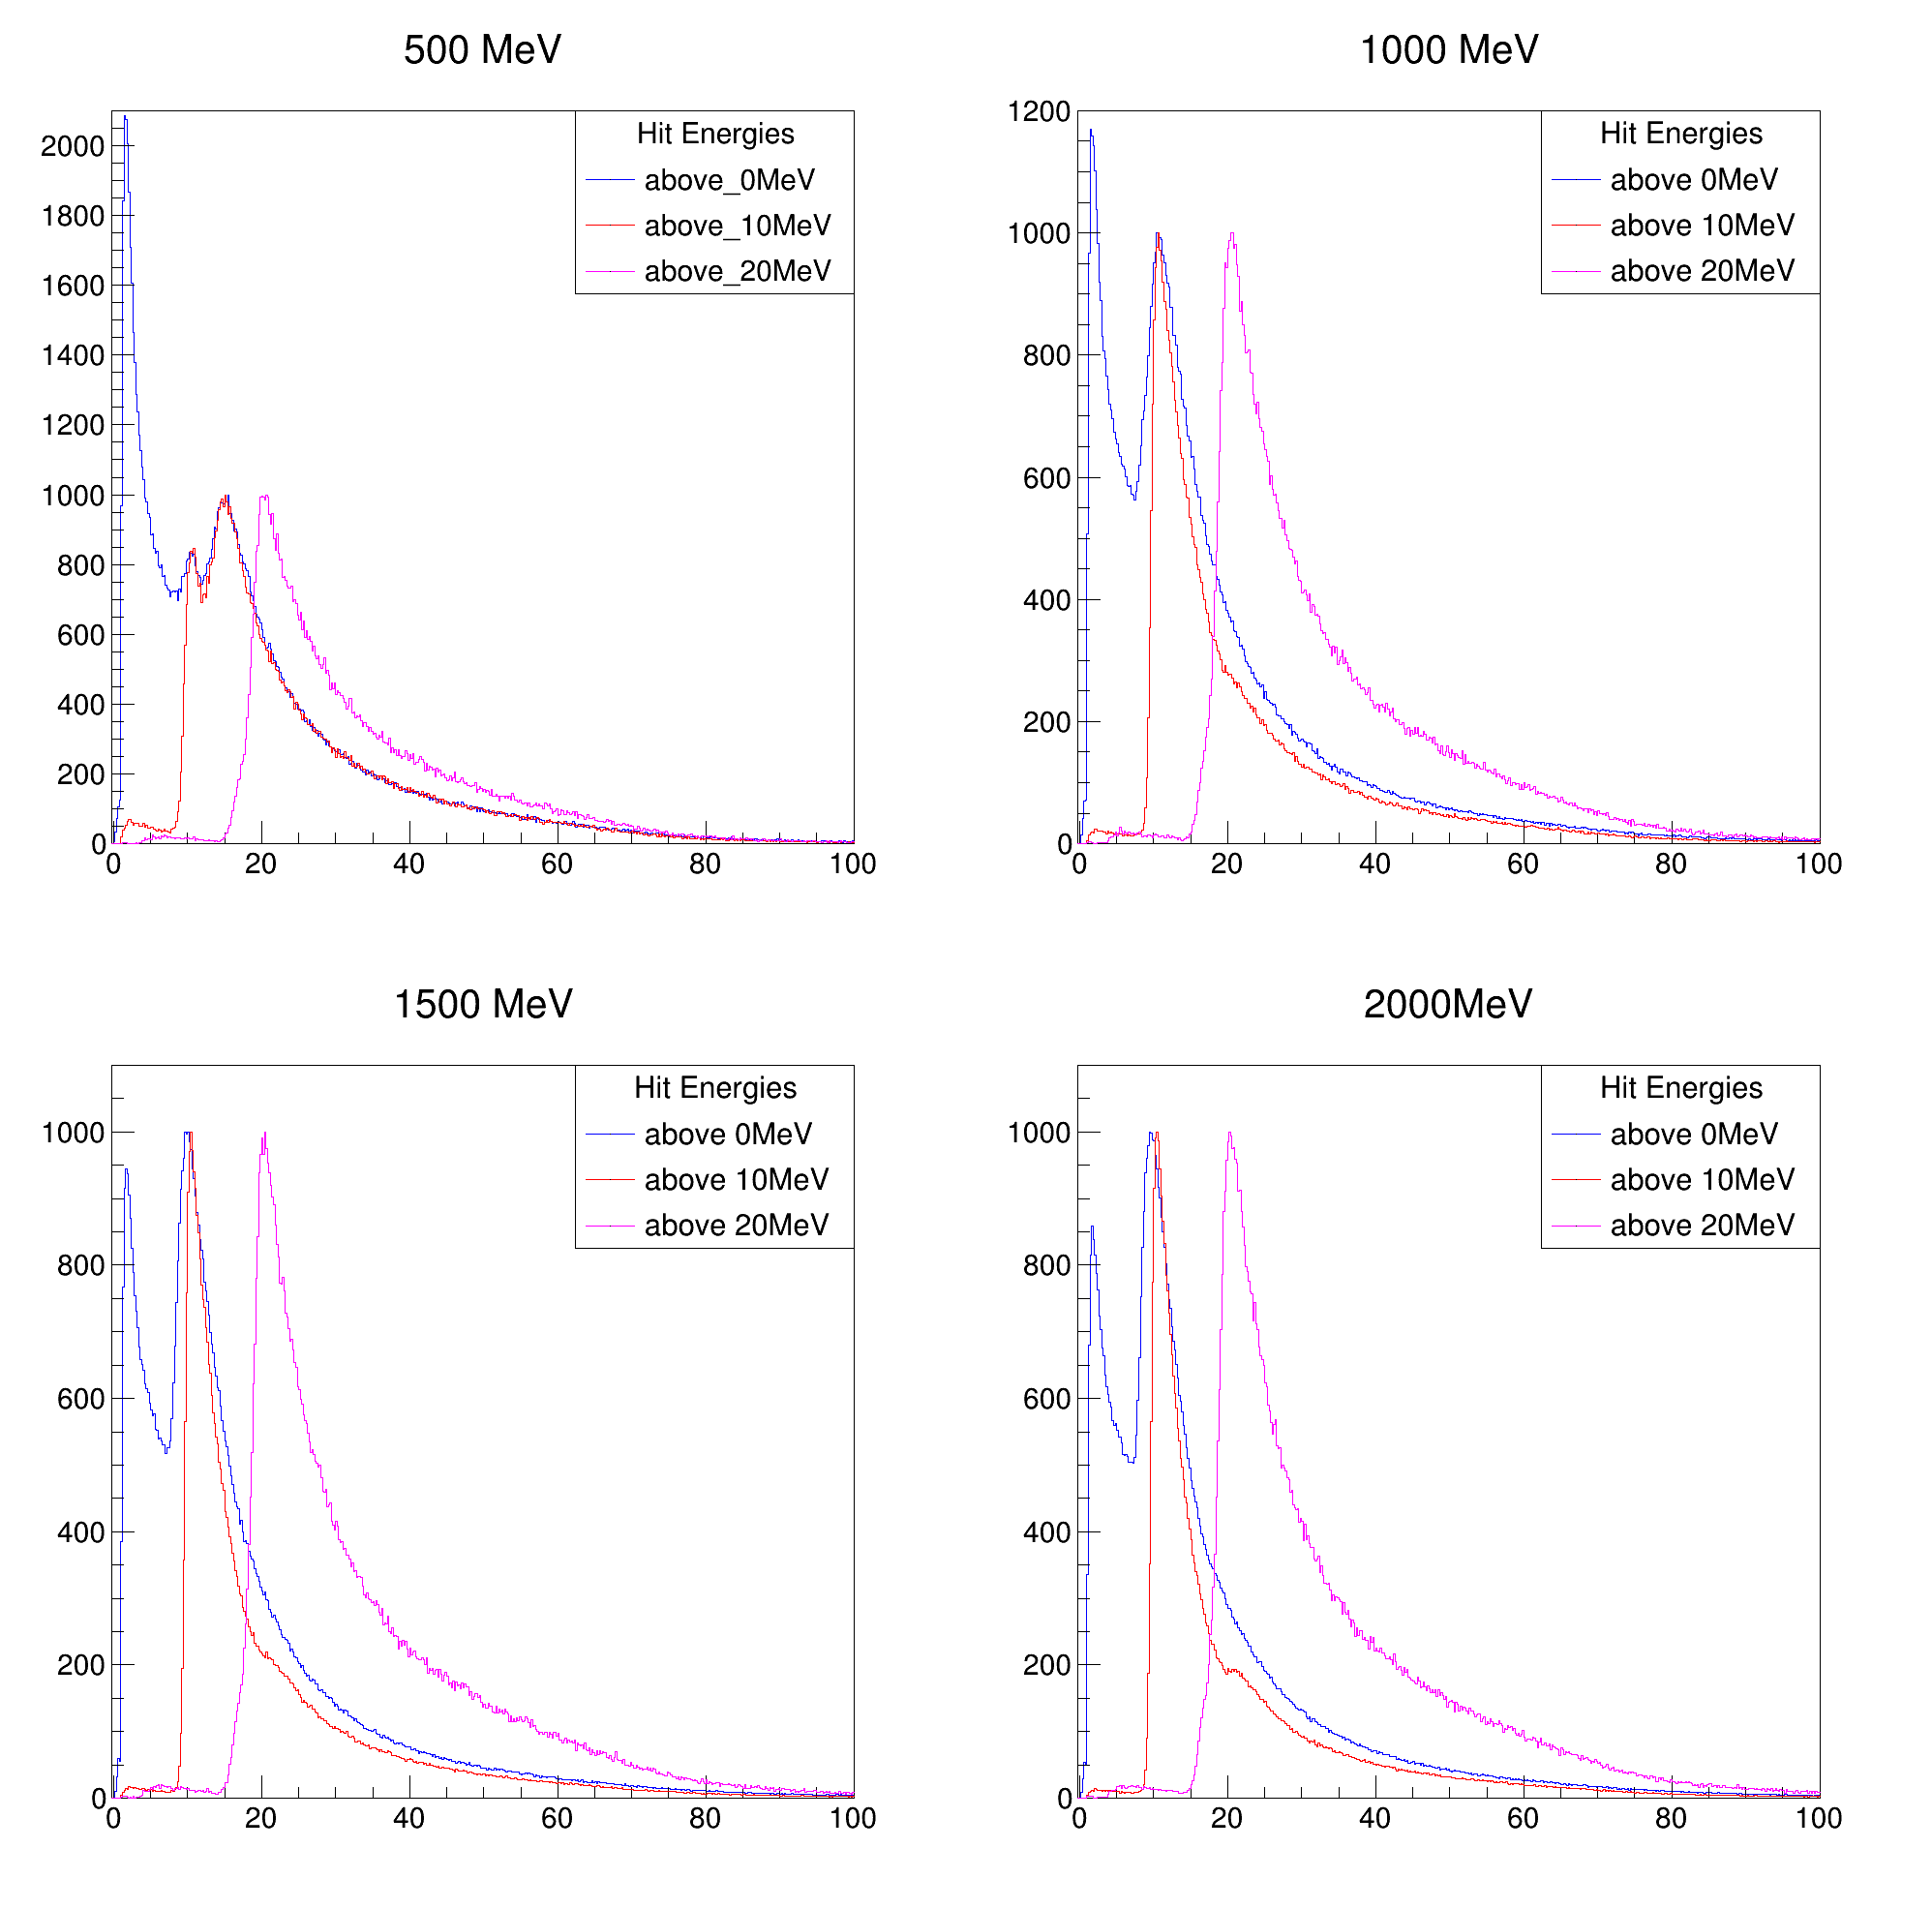 500 MeV
2000
1800
1600
1400
1200
1000
800
600
400
200
0
0 20 40 60 80 100
Hit Energies
above_0MeV
above_10MeV
above_20MeV
1000 MeV
1200
1000
800
600
400
200
0
0 20 40 60 80 100
Hit Energies
above 0MeV
above 10MeV
above 20MeV
1500 MeV
1000
800
600
400
200
0
0 20 40 60 80 100
Hit Energies
above 0MeV
above 10MeV
above 20MeV
2000MeV
1000
800
600
400
200
0
0 20 40 60 80 100
Hit Energies
above 0MeV
above 10MeV
above 20MeV